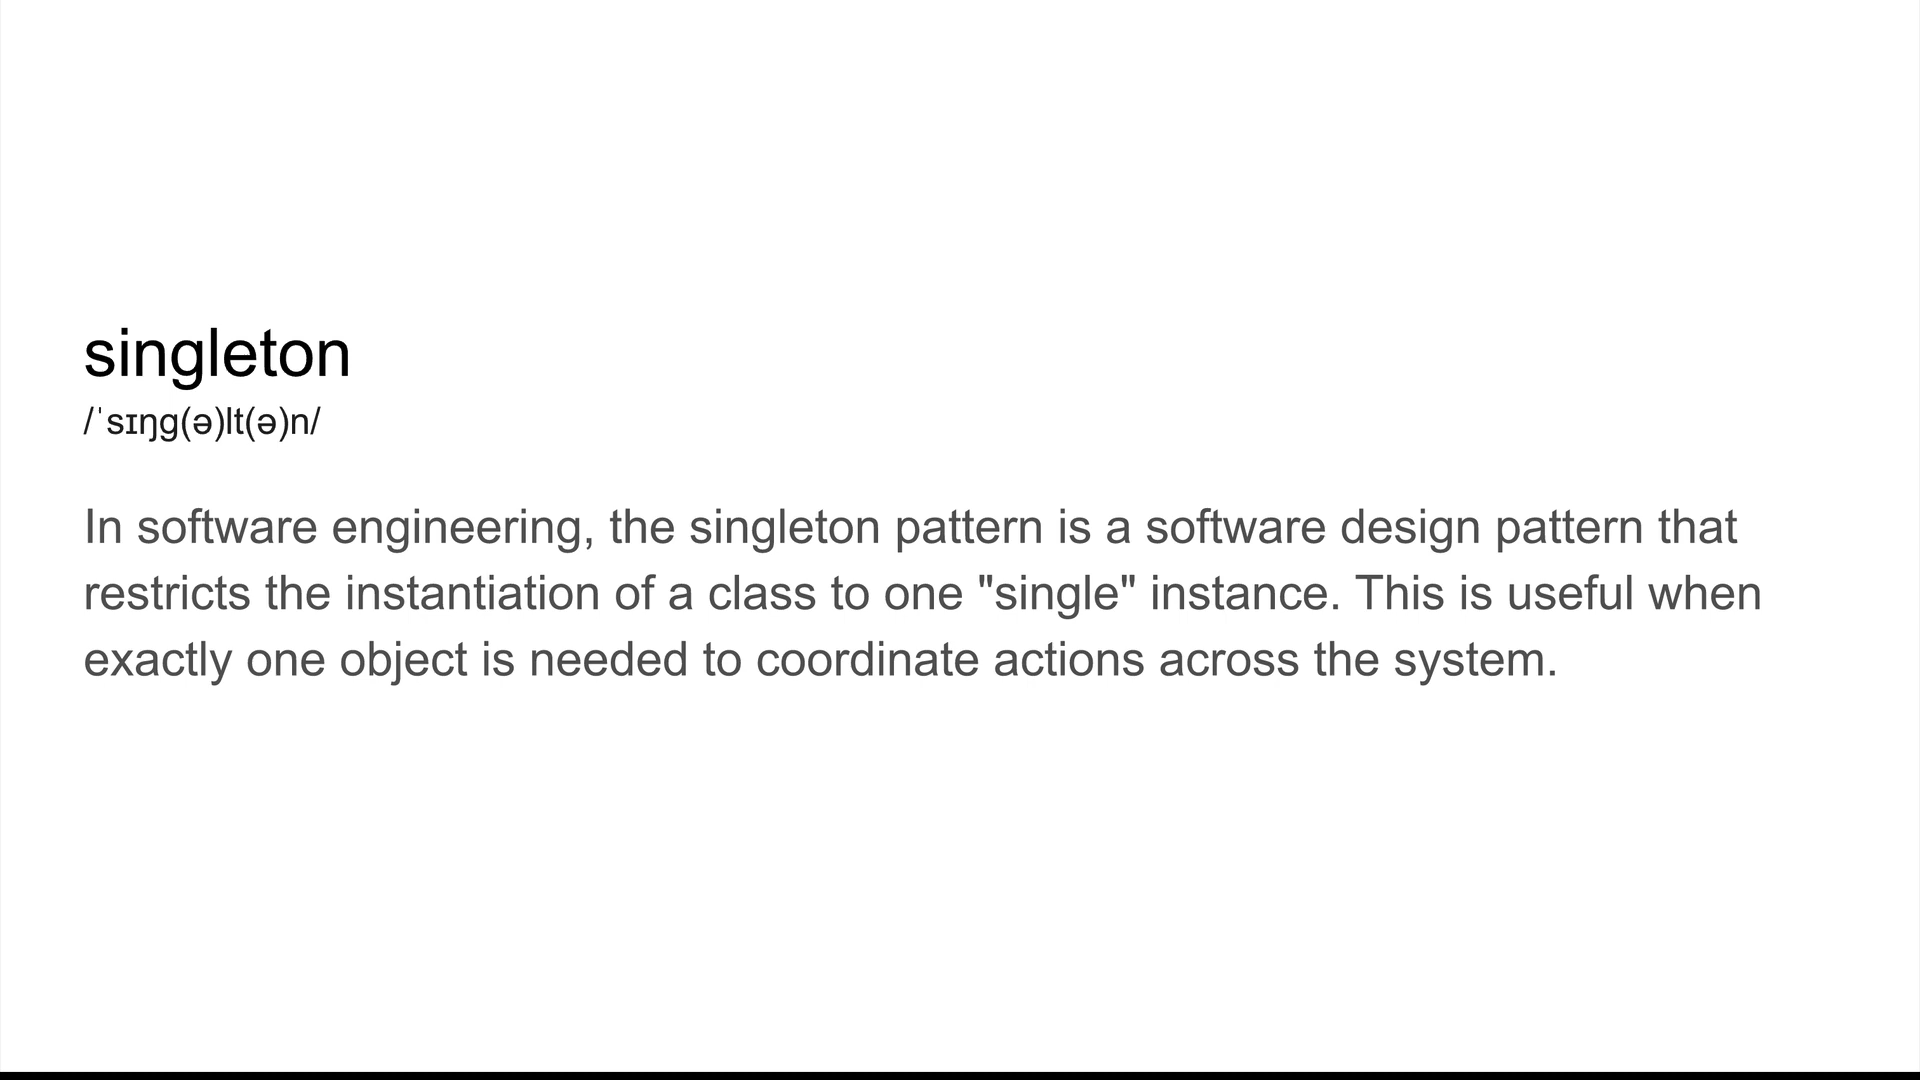 singleton
/ˈsɪŋɡ(ə)lt(ə)n/
In software engineering, the singleton pattern is a software design pattern that
restricts the instantiation of a class to one "single" instance. This is useful when
exactly one object is needed to coordinate actions across the system.